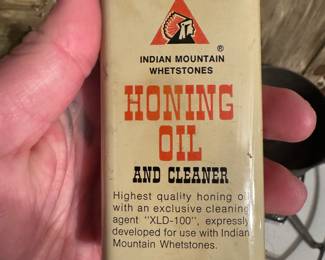 ®
INDIAN MOUNTAIN
WHETSTONES
HONING
OIL
AND CLEANER
Highest quality honing oil
with an exclusive cleaning
agent "XLD-100", expressly
developed for use with Indian
Mountain Whetstones.